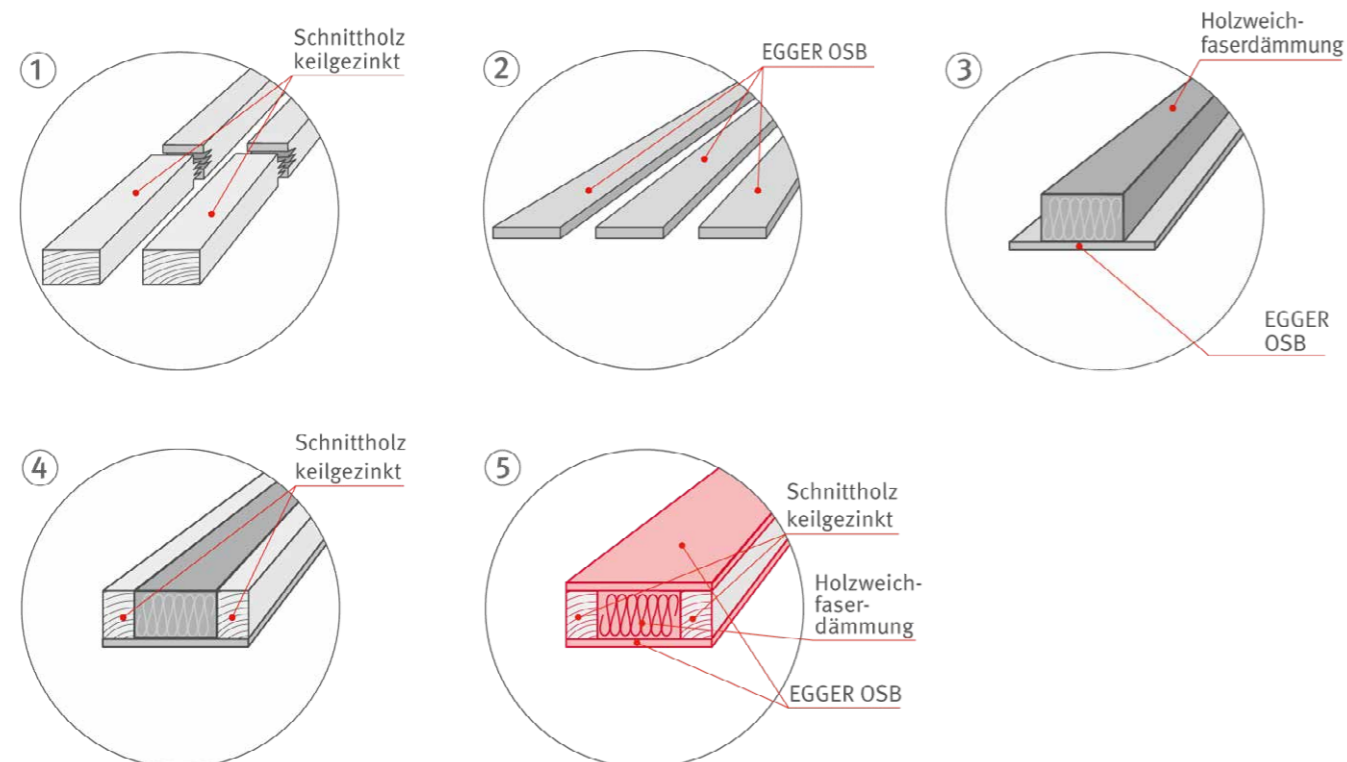 1
Schnittholz
keilgezinkt
2
EGGER OSB
3
Holzweich-
faserdämmung
EGGER
OSB
4
Schnittholz
keilgezinkt
5
Schnittholz
keilgezinkt
Holzweich-
faser-
dämmung
EGGER OSB